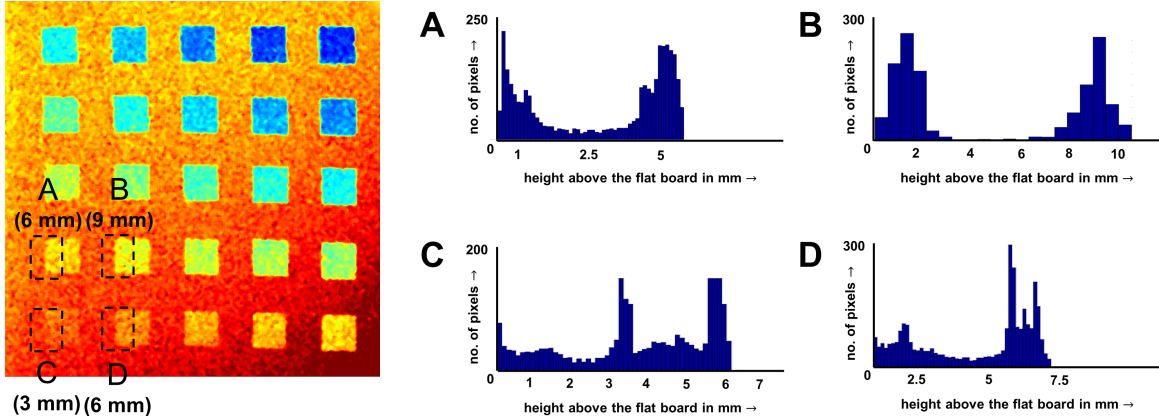 A B
(6 mm) (9 mm)
C D
(3 mm) (6 mm)
A
250
no. of pixels →
0
1 2.5 5
height above the flat board in mm →
B
300
no. of pixels →
0
2 4 6 8 10
height above the flat board in mm →
C
200
no. of pixels →
0
1 2 3 4 5 6 7
height above the flat board in mm →
D
300
no. of pixels →
0
2.5 5 7.5
height above the flat board in mm →